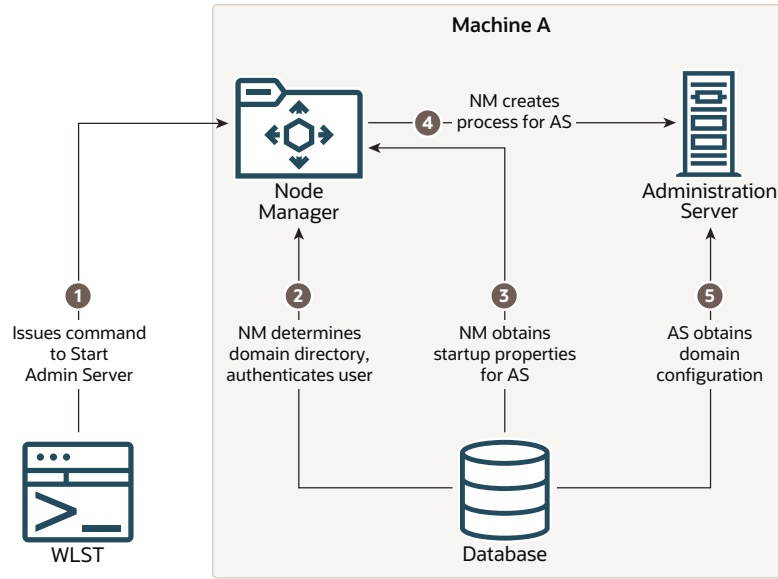 Machine A
4
NM creates
process for AS
Node
Manager
Administration
Server
1
Issues command
to Start
Admin Server
2
NM determines
domain directory,
authenticates user
3
NM obtains
startup properties
for AS
5
AS obtains
domain
configuration
>_
WLST
Database